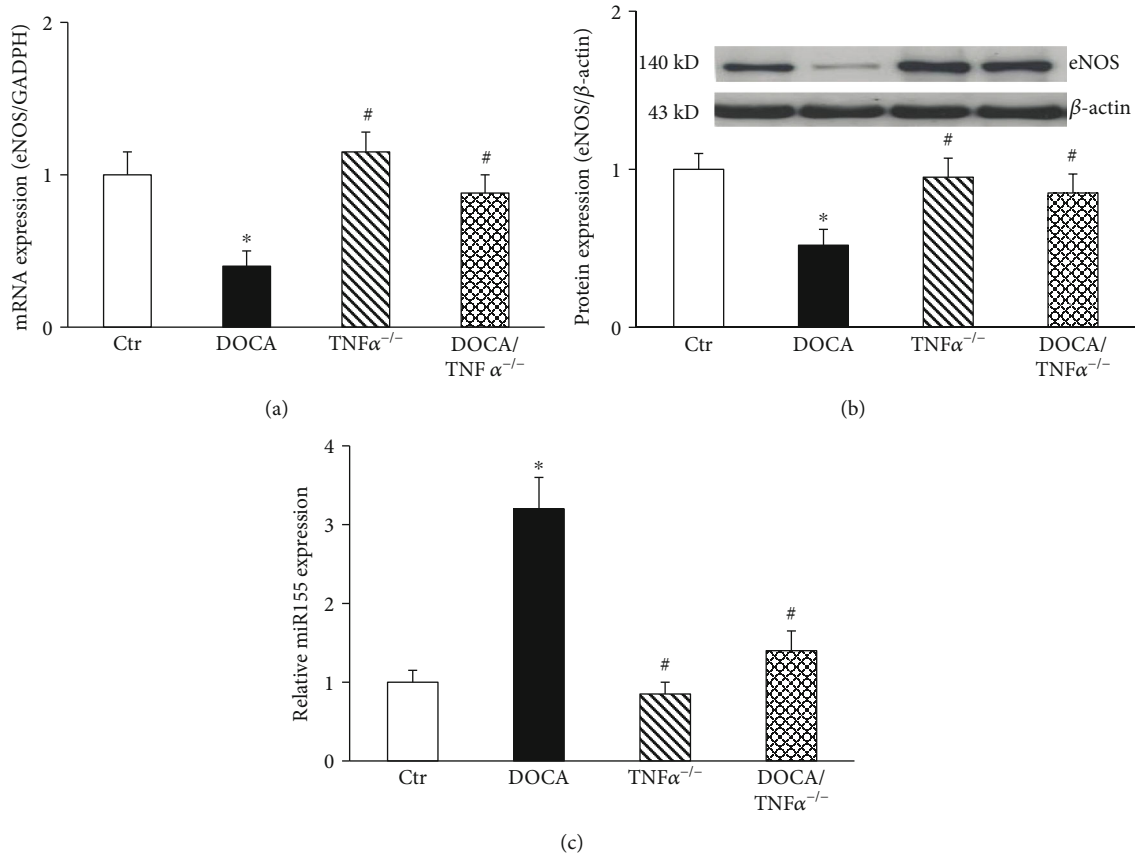 mRNA expression (eNOS/GADPH)
2
1
0
*
#
#
Ctr
DOCA
TNFα−/−
DOCA/
TNF α−/−
(a)
Protein expression (eNOS/β-actin)
2
1
0
140 kD
eNOS
43 kD
β-actin
*
#
#
Ctr
DOCA
TNFα−/−
DOCA/
TNFα−/−
(b)
Relative miR155 expression
4
3
2
1
0
*
#
#
Ctr
DOCA
TNFα−/−
DOCA/
TNFα−/−
(c)